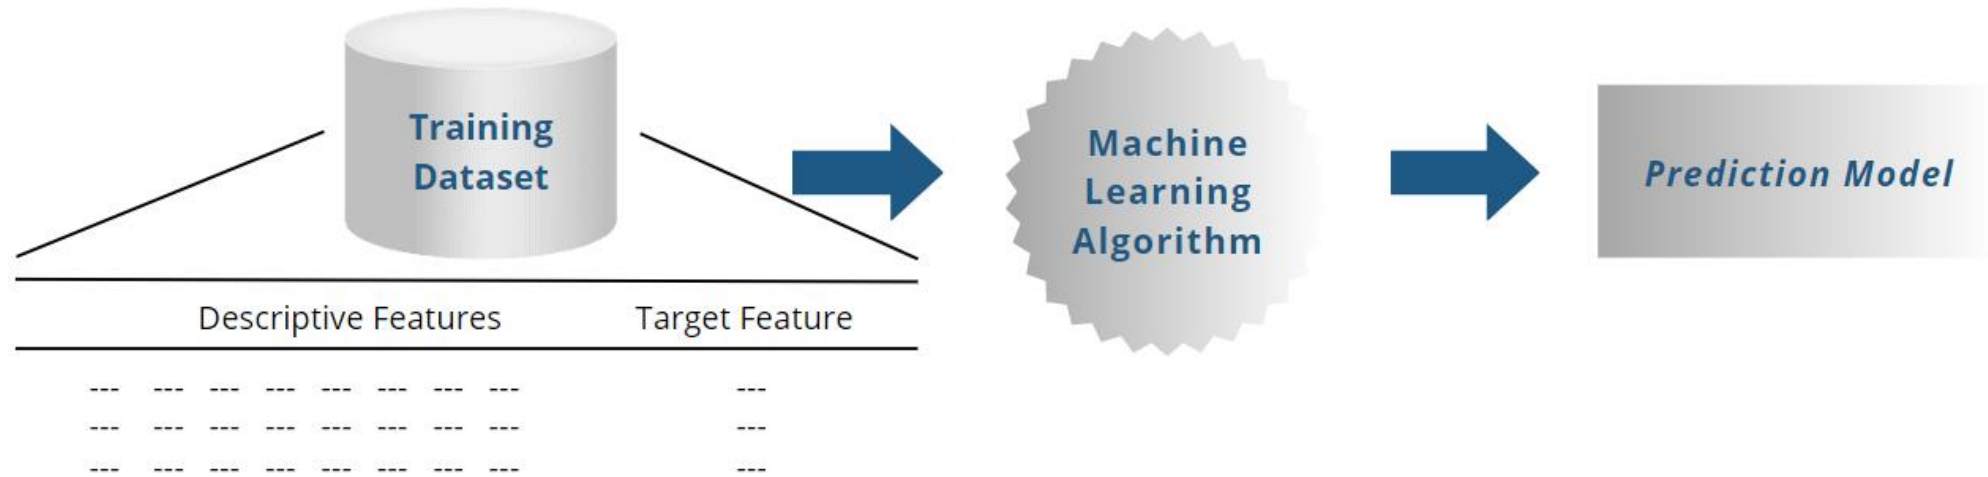 Training
Dataset
Machine
Learning
Algorithm
Prediction Model
Descriptive Features Target Feature
--- --- --- --- --- --- --- --- ---
--- --- --- --- --- --- --- --- ---
--- --- --- --- --- --- --- --- ---